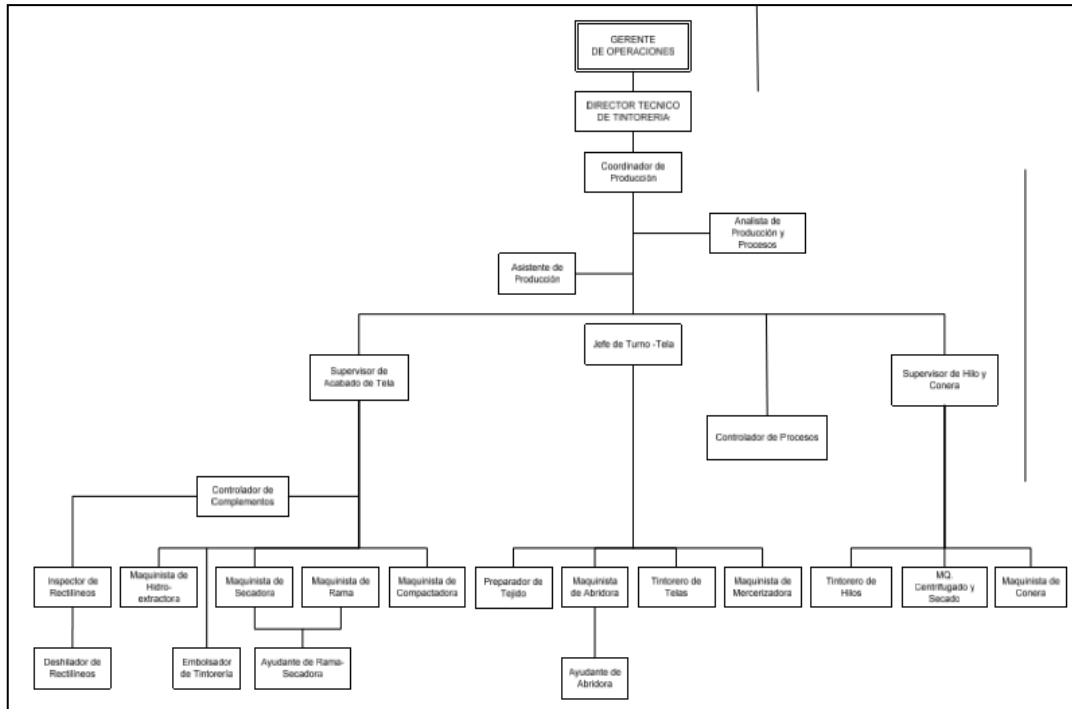 GERENTE
DE OPERACIONES
DIRECTOR TECNICO
DE TINTORERIA
Coordinador de
Producción
Analista de
Producción y
Procesos
Asistente de
Producción
Jefe de Turno -Tela
Supervisor de
Acabado de Tela
Supervisor de Hilo y
Conera
Controlador de Procesos
Controlador de
Complementos
Inspector de
Rectilíneos
Maquinista de
Hidro-
extractora
Maquinista de
Secadora
Maquinista de
Rama
Maquinista de
Compactadora
Preparador de
Tejido
Maquinista
de Abridora
Tintorero de
Telas
Maquinista de
Mercerizadora
Tintorero de
Hilos
MQ.
Centrifugado y
Secado
Maquinista de
Conera
Deshilador de
Rectilíneos
Embolsador
de Tintorería
Ayudante de Rama-
Secadora
Ayudante de
Abridora